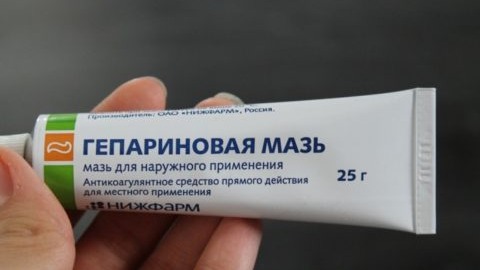 Производитель: ОАО «НИЖФАРМ», Россия.
ГЕПАРИНОВАЯ МАЗЬ
мазь для наружного применения
25 г
Антикоагулянтное средство прямого действия
для местного применения
НИЖФАРМ